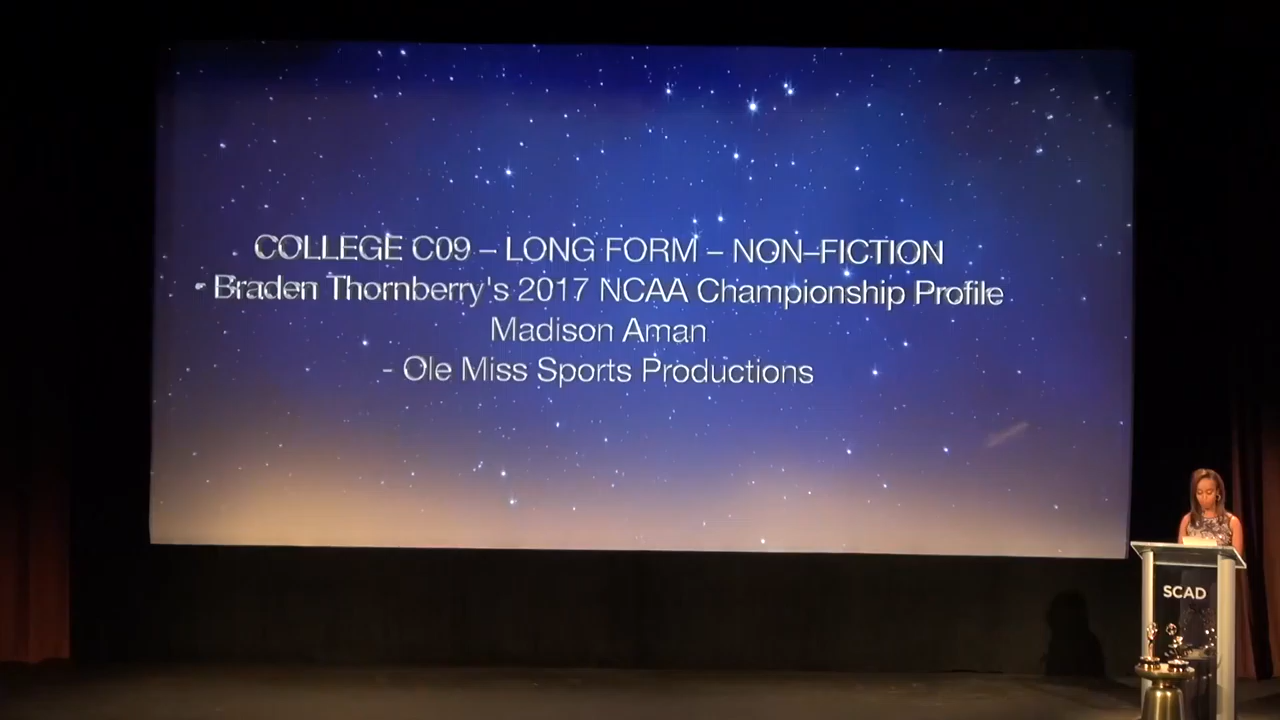 COLLEGE C09 – LONG FORM – NON–FICTION
- Braden Thornberry's 2017 NCAA Championship Profile
Madison Aman
- Ole Miss Sports Productions
SCAD